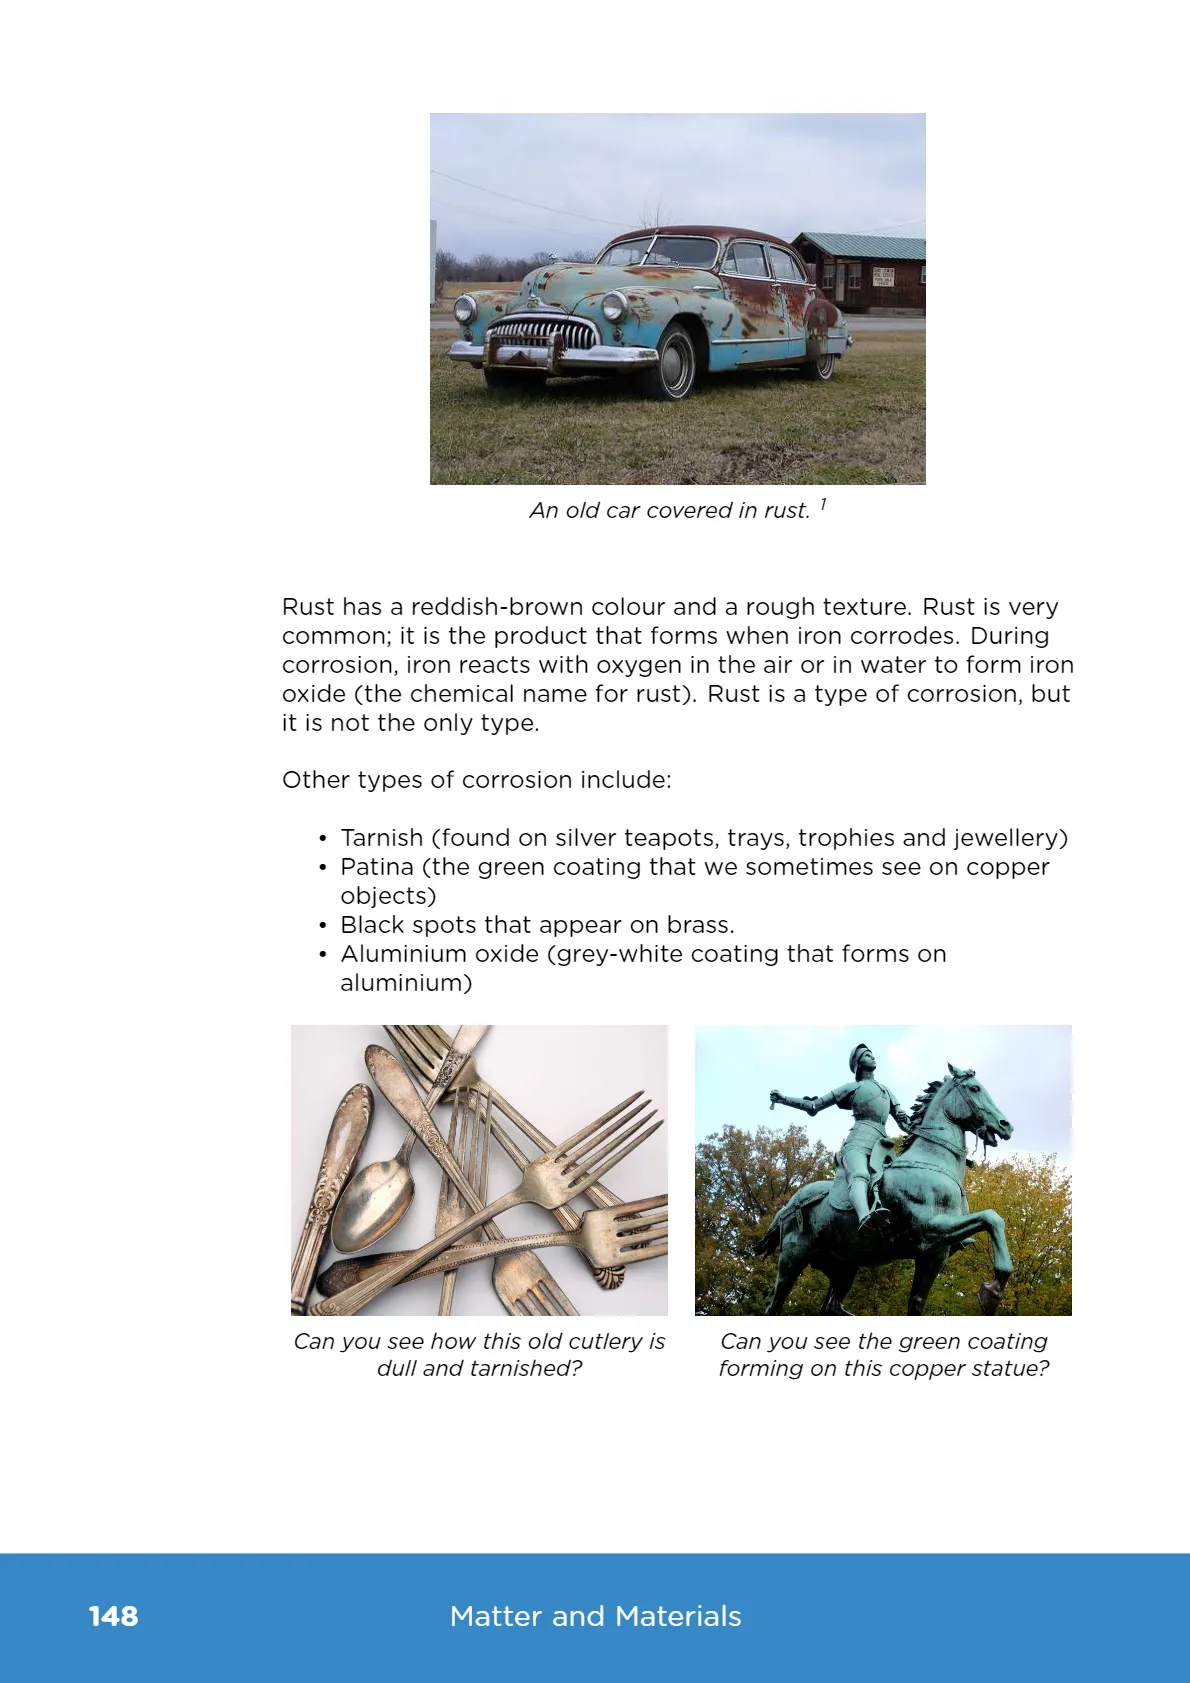 An old car covered in rust. 1
Rust has a reddish-brown colour and a rough texture. Rust is very
common; it is the product that forms when iron corrodes. During
corrosion, iron reacts with oxygen in the air or in water to form iron
oxide (the chemical name for rust). Rust is a type of corrosion, but
it is not the only type.
Other types of corrosion include:
• Tarnish (found on silver teapots, trays, trophies and jewellery)
• Patina (the green coating that we sometimes see on copper
objects)
• Black spots that appear on brass.
• Aluminium oxide (grey-white coating that forms on
aluminium)
Can you see how this old cutlery is
dull and tarnished?
Can you see the green coating
forming on this copper statue?
148
Matter and Materials